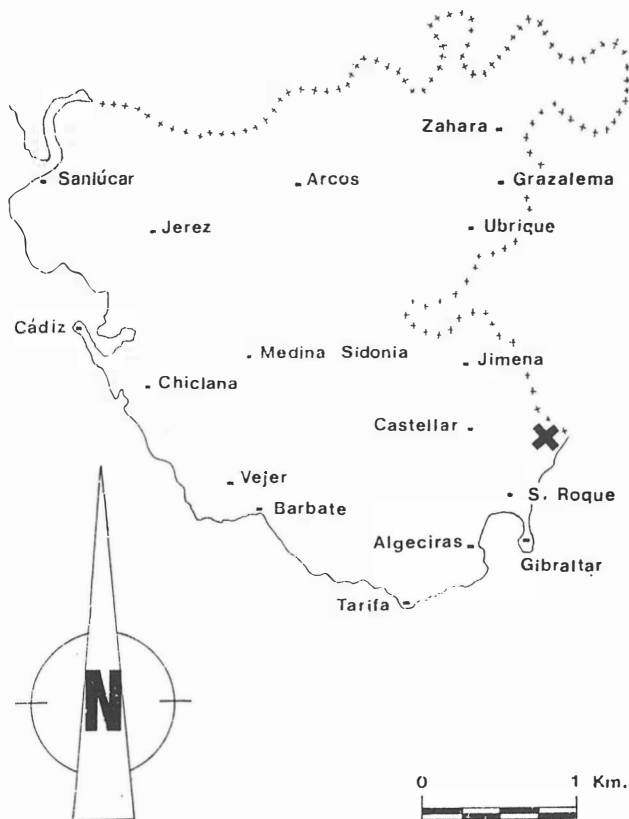 Zahara
Sanlúcar
Arcos
Grazalema
Jerez
Ubrique
Cádiz
Medina Sidonia
Jimena
Chiclana
Castellar
Vejer
S. Roque
Barbate
Algeciras
Gibraltar
Tarifa
N
0 1 Km.